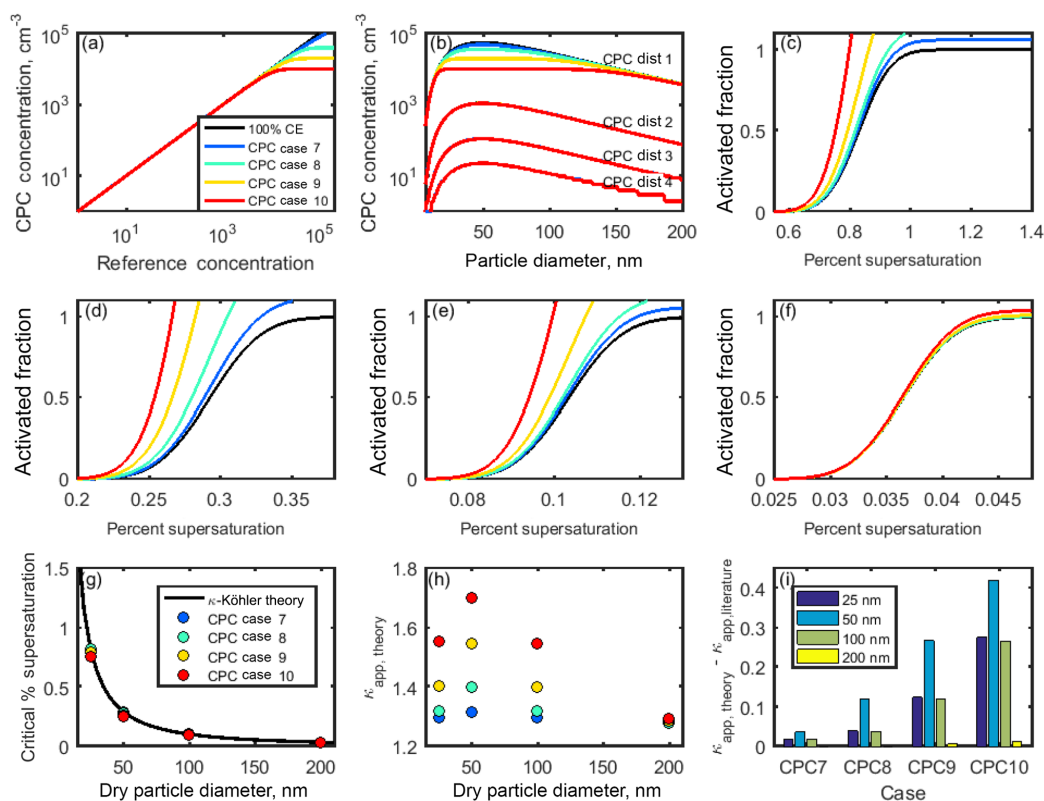 (a)
CPC concentration, cm⁻³
10⁵
10³
10¹
100% CE
CPC case 7
CPC case 8
CPC case 9
CPC case 10
10¹ 10³ 10⁵
Reference concentration
(b)
CPC concentration, cm⁻³
10⁵
10³
10¹
CPC dist 1
CPC dist 2
CPC dist 3
CPC dist 4
50 100 150 200
Particle diameter, nm
(c)
Activated fraction
1
0.5
0
0.6 0.8 1 1.2 1.4
Percent supersaturation
(d)
Activated fraction
1
0.5
0
0.2 0.25 0.3 0.35
Percent supersaturation
(e)
Activated fraction
1
0.5
0
0.08 0.1 0.12
Percent supersaturation
(f)
Activated fraction
1
0.5
0
0.025 0.03 0.035 0.04 0.045
Percent supersaturation
(g)
Critical % supersaturation
1.5
1
0.5
0
κ-Köhler theory
CPC case 7
CPC case 8
CPC case 9
CPC case 10
50 100 150 200
Dry particle diameter, nm
(h)
κ app, theory
1.8
1.6
1.4
1.2
50 100 150 200
Dry particle diameter, nm
(i)
κ app, theory - κ app,literature
0.4
0.3
0.2
0.1
0
25 nm
50 nm
100 nm
200 nm
CPC7 CPC8 CPC9 CPC10
Case